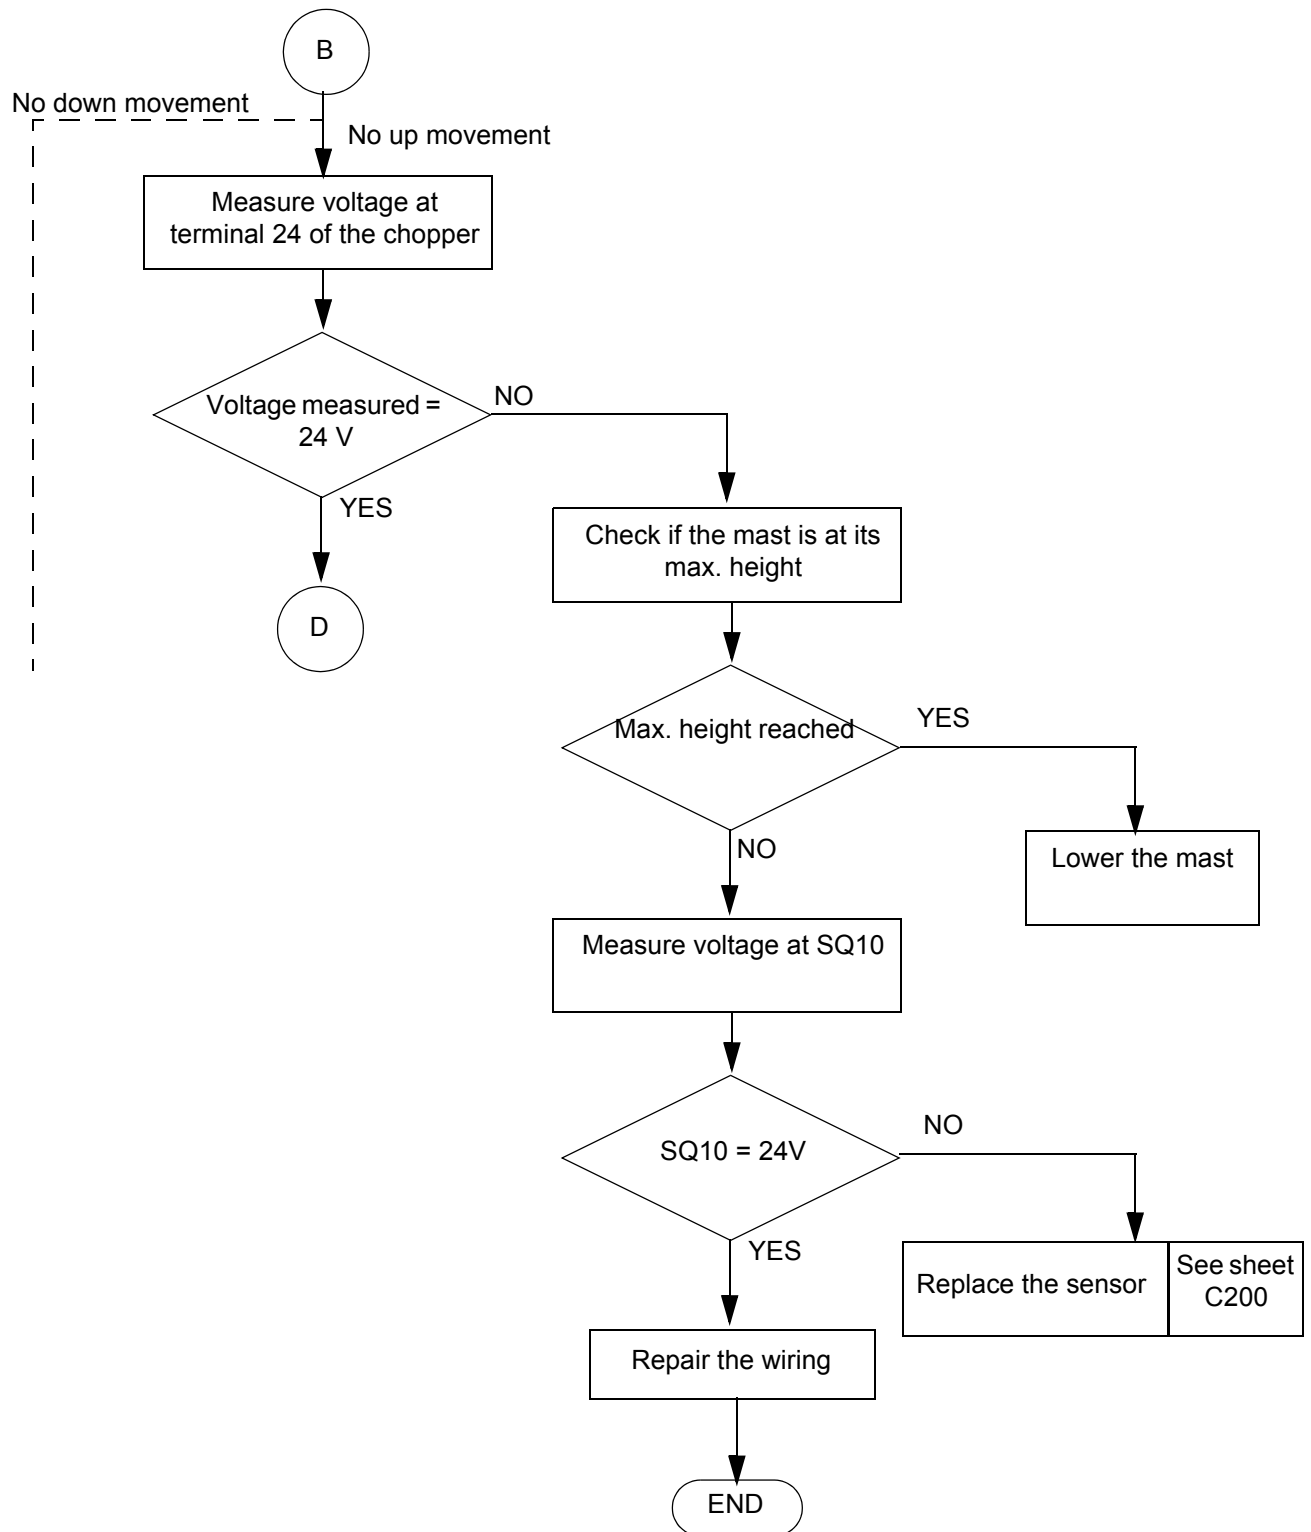 B
No down movement
No up movement
Measure voltage at
terminal 24 of the chopper
Voltage measured =
24 V
NO
YES
D
Check if the mast is at its
max. height
Max. height reached
YES
NO
Lower the mast
Measure voltage at SQ10
SQ10 = 24V
NO
YES
Replace the sensor
See sheet
C200
Repair the wiring
END